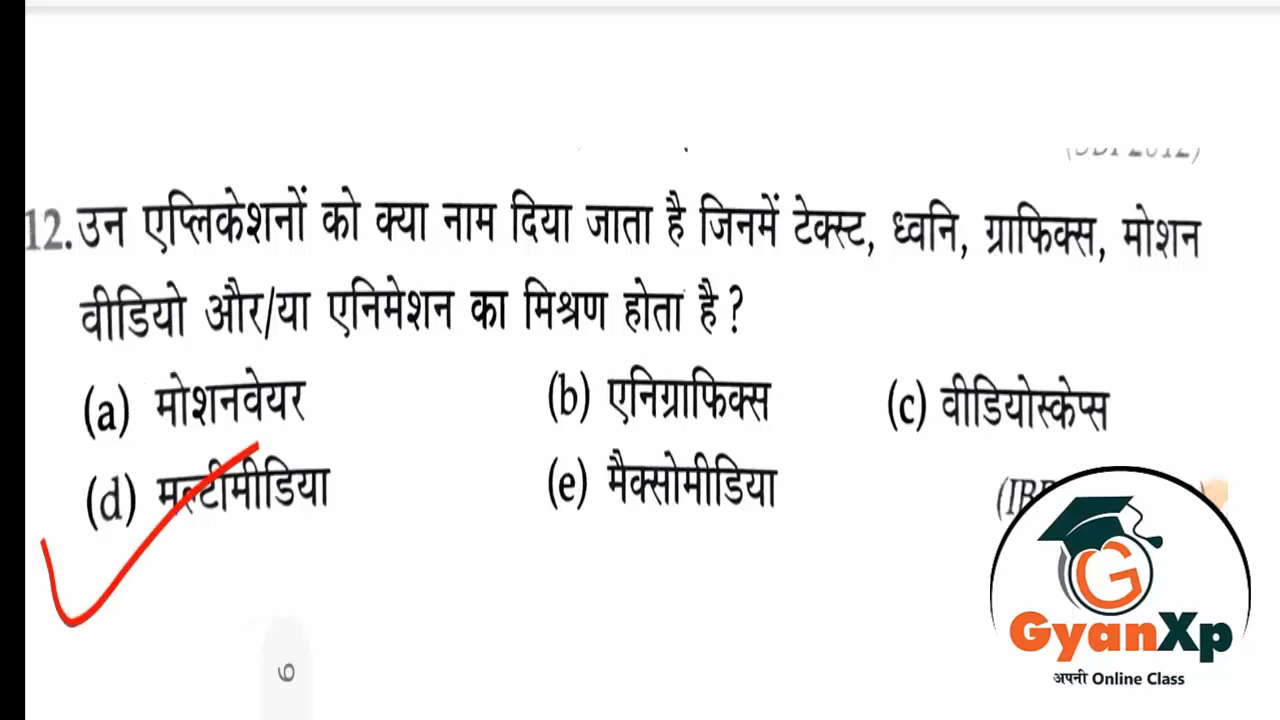 12. उन एप्लिकेशनों को क्या नाम दिया जाता है जिनमें टेक्स्ट, ध्वनि, ग्राफिक्स, मोशन
वीडियो और/या एनिमेशन का मिश्रण होता है ?
(a) मोशनवेयर (b) एनिग्राफिक्स (c) वीडियोस्केप्स
(d) मल्टीमीडिया (e) मैक्सोमीडिया
G
GyanXp
अपनी Online Class